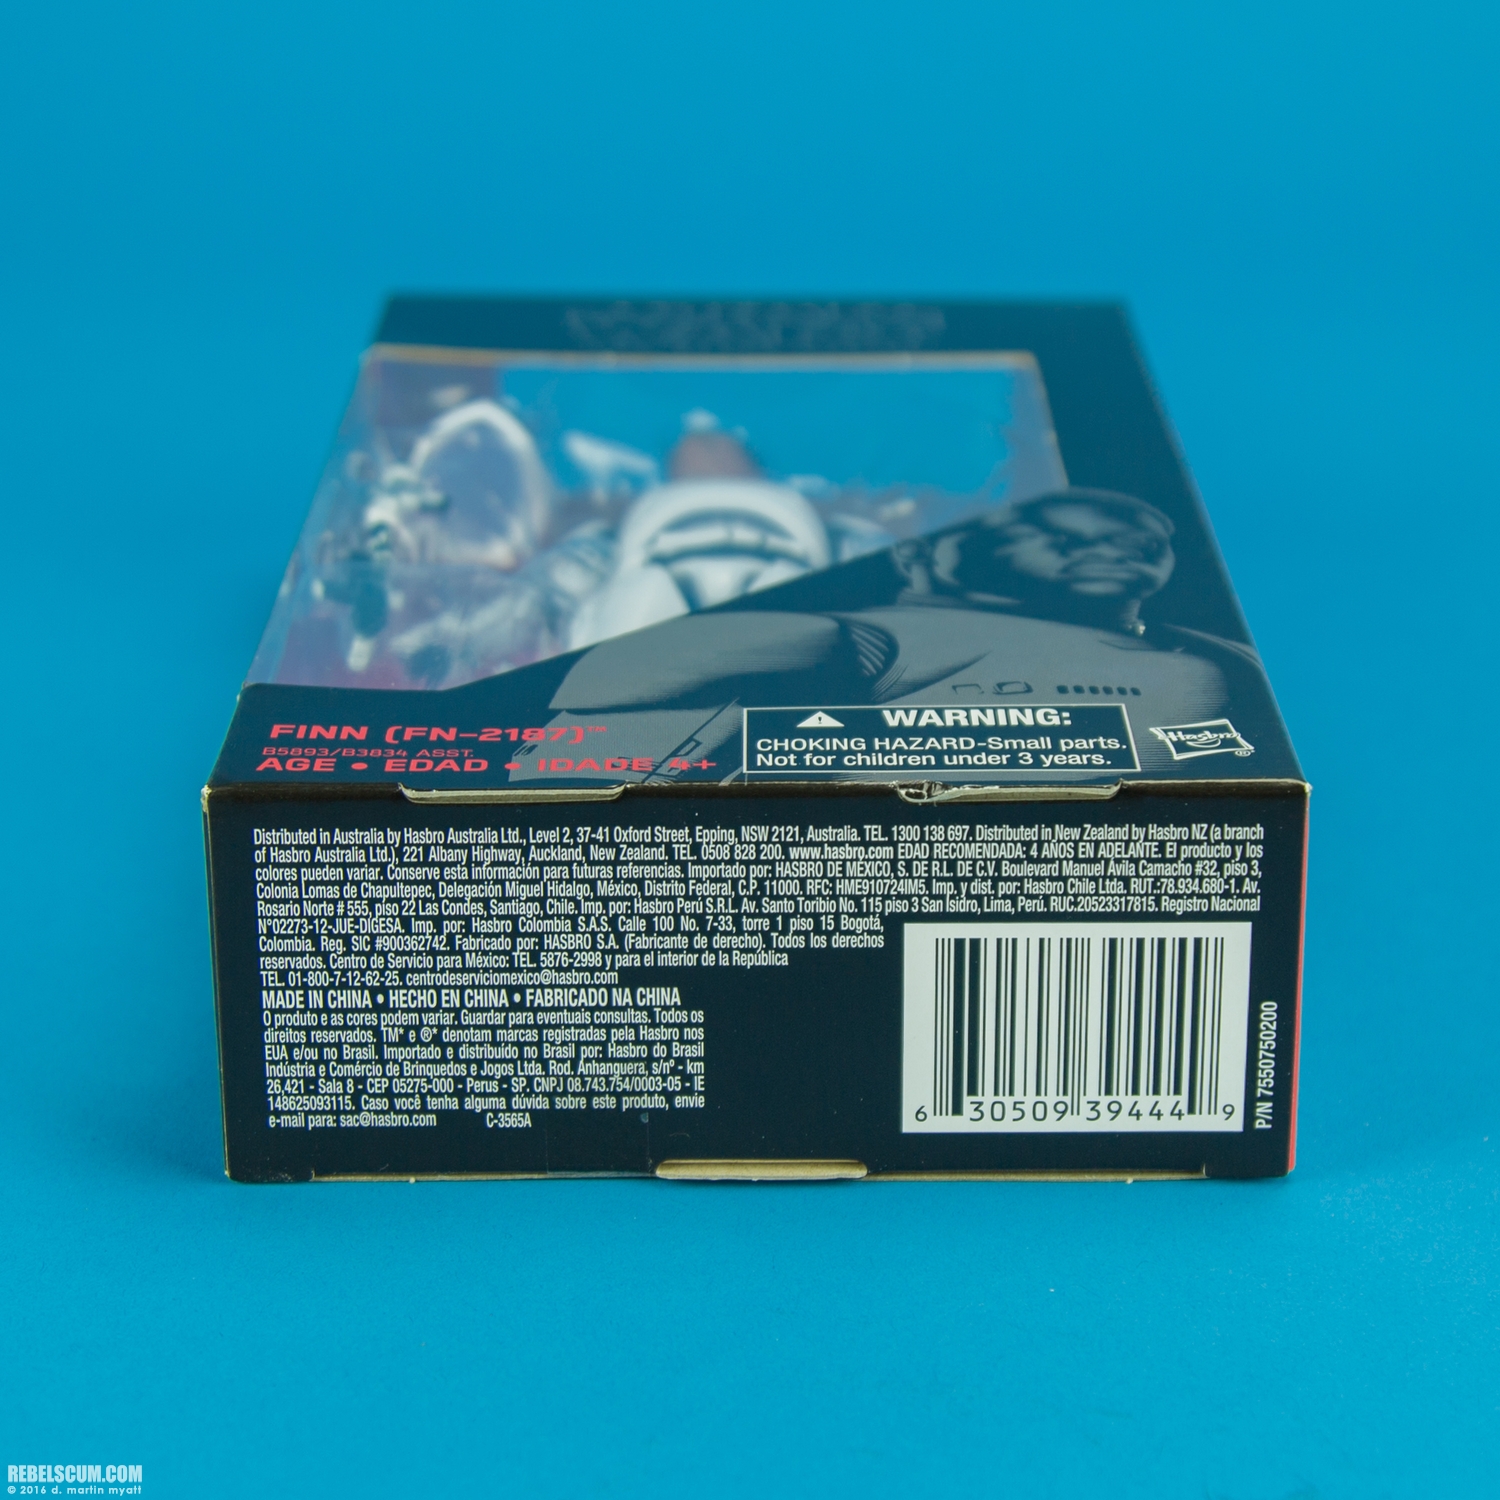 FINN (FN-2187)™
B5893/B3834 ASST.
AGE • EDAD • IDADE 4+
WARNING:
CHOKING HAZARD-Small parts.
Not for children under 3 years.
Hasbro ®
Distributed in Australia by Hasbro Australia Ltd., Level 2, 37-41 Oxford Street, Epping, NSW 2121, Australia. TEL. 1300 138 697. Distributed in New Zealand by Hasbro NZ (a branch
of Hasbro Australia Ltd.), 221 Albany Highway, Auckland, New Zealand. TEL. 0508 828 200. www.hasbro.com EDAD RECOMENDADA: 4 AÑOS EN ADELANTE. El producto y los
colores pueden variar. Conserve esta información para futuras referencias. Importado por: HASBRO DE MÉXICO, S. DE R.L. DE C.V. Boulevard Manuel Ávila Camacho #32, piso 3,
Colonia Lomas de Chapultepec, Delegación Miguel Hidalgo, México, Distrito Federal, C.P. 11000. RFC: HME910724IM5. Imp. y dist. por: Hasbro Chile Ltda. RUT.:78.934.680-1. Av.
Rosario Norte # 555, piso 22 Las Condes, Santiago, Chile. Imp. por: Hasbro Perú S.R.L. Av. Santo Toribio No. 115 piso 3 San Isidro, Lima, Perú. RUC.20523317815. Registro Nacional
N°02273-12-JUE-DIGESA. Imp. por: Hasbro Colombia S.A.S. Calle 100 No. 7-33, torre 1 piso 15 Bogotá,
Colombia. Reg. SIC #900362742. Fabricado por: HASBRO S.A. (Fabricante de derecho). Todos los derechos
reservados. Centro de Servicio para México: TEL. 5876-2998 y para el interior de la República
TEL. 01-800-7-12-62-25. centrodeserviciomexico@hasbro.com
MADE IN CHINA • HECHO EN CHINA • FABRICADO NA CHINA
O produto e as cores podem variar. Guardar para eventuais consultas. Todos os
direitos reservados. TM* e ®* denotam marcas registradas pela Hasbro nos
EUA e/ou no Brasil. Importado e distribuído no Brasil por: Hasbro do Brasil
Indústria e Comércio de Brinquedos e Jogos Ltda. Rod. Anhanguera, s/nº - km
26,421 - Sala 8 - CEP 05275-000 - Perus - SP. CNPJ 08.743.754/0003-05 - IE
148625093115. Caso você tenha alguma dúvida sobre este produto, envie
e-mail para: sac@hasbro.com C-3565A
6 30509 39444 9
P/N 7550750200
REBELSCUM.COM
© 2016 d. martin myatt